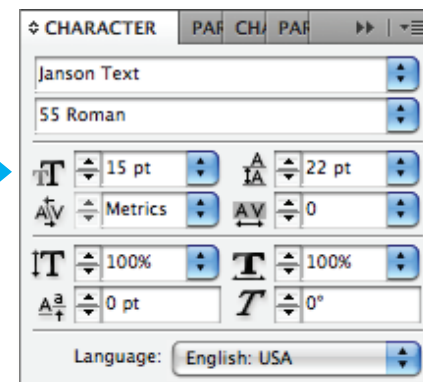 CHARACTER PAR CHA PAR
Janson Text
55 Roman
15 pt 22 pt
Metrics 0
100% 100%
0 pt 0°
Language: English: USA